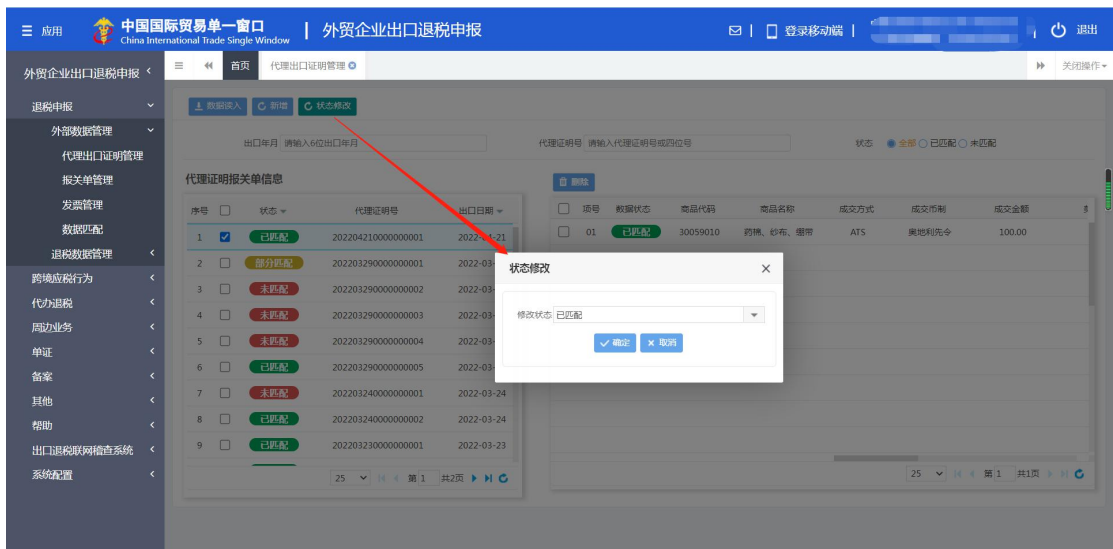 应用 中国国际贸易单一窗口 外贸企业出口退税申报 登录移动端 退出
China International Trade Single Window
外贸企业出口退税申报 首页 代理出口证明管理 关闭操作
退税申报
外部数据管理
代理出口证明管理
报关单管理
发票管理
数据匹配
退税数据管理
跨境应税行为
代办退税
周边业务
单证
备案
其他
帮助
出口退税联网稽查系统
系统配置
数据读入 新增 状态修改
出口年月 请输入6位出口年月 代理证明号 请输入代理证明号或四位号 状态 全部 已匹配 未匹配
代理证明报关单信息 删除
序号 状态 代理证明号 出口日期
1 已匹配 202204210000000001 2022-04-21
2 部分匹配 202203290000000001 2022-03-
3 未匹配 202203290000000002 2022-03-
4 未匹配 202203290000000003 2022-03-
5 未匹配 202203290000000004 2022-03-
6 已匹配 202203290000000005 2022-03-
7 未匹配 202203240000000001 2022-03-24
8 已匹配 202203240000000002 2022-03-24
9 已匹配 202203230000000001 2022-03-23
25 第 1 共2页
项号 数据状态 商品代码 商品名称 成交方式 成交币制 成交金额
01 已匹配 30059010 药棉、纱布、绷带 ATS 奥地利先令 100.00
25 第 1 共1页
状态修改
修改状态 已匹配
确定 取消